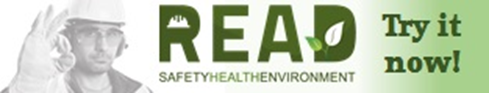 READ
SAFETYHEALTHENVIRONMENT
Try it
now!